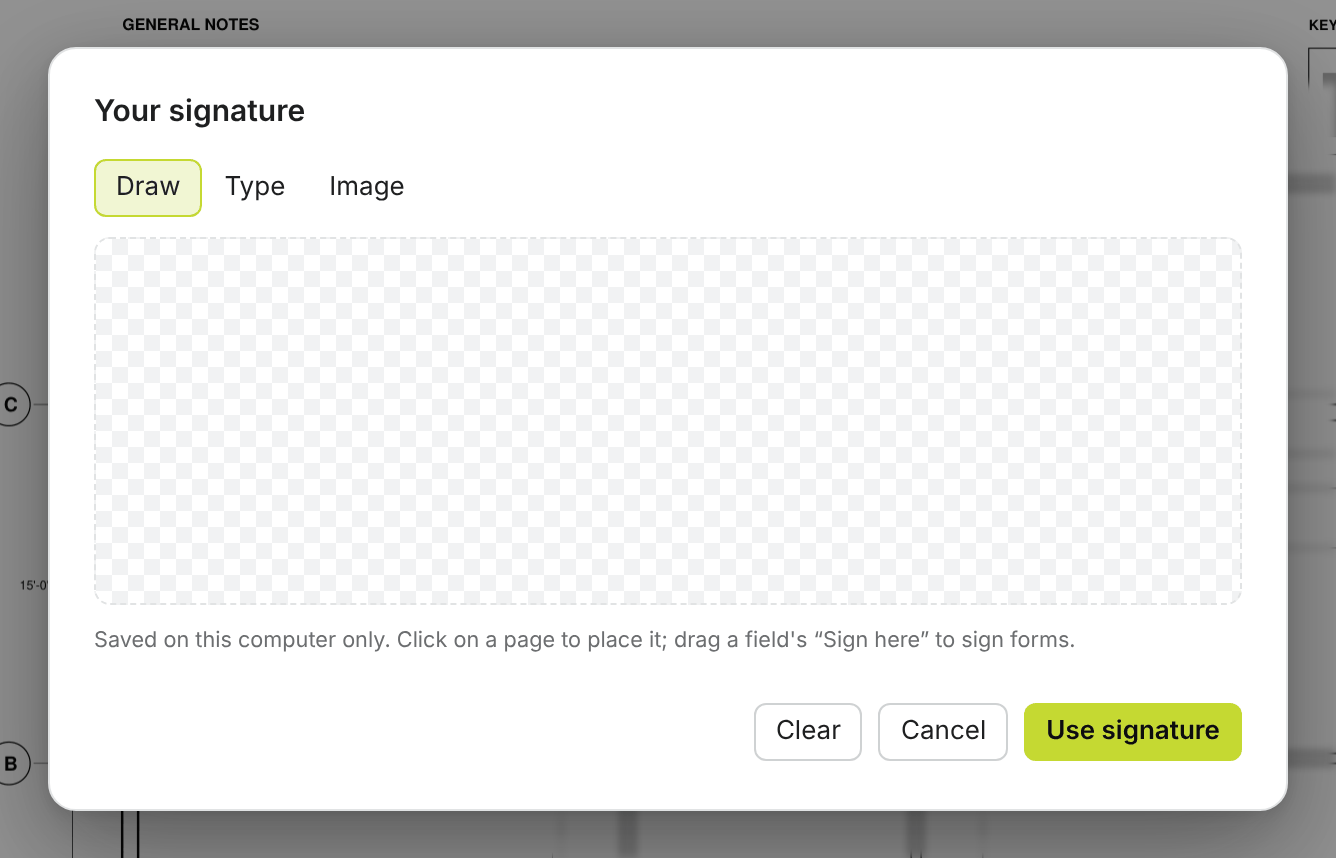 GENERAL NOTES
KEY
Your signature
Draw Type Image
C
15'-0
Saved on this computer only. Click on a page to place it; drag a field's “Sign here” to sign forms.
Clear Cancel Use signature
B